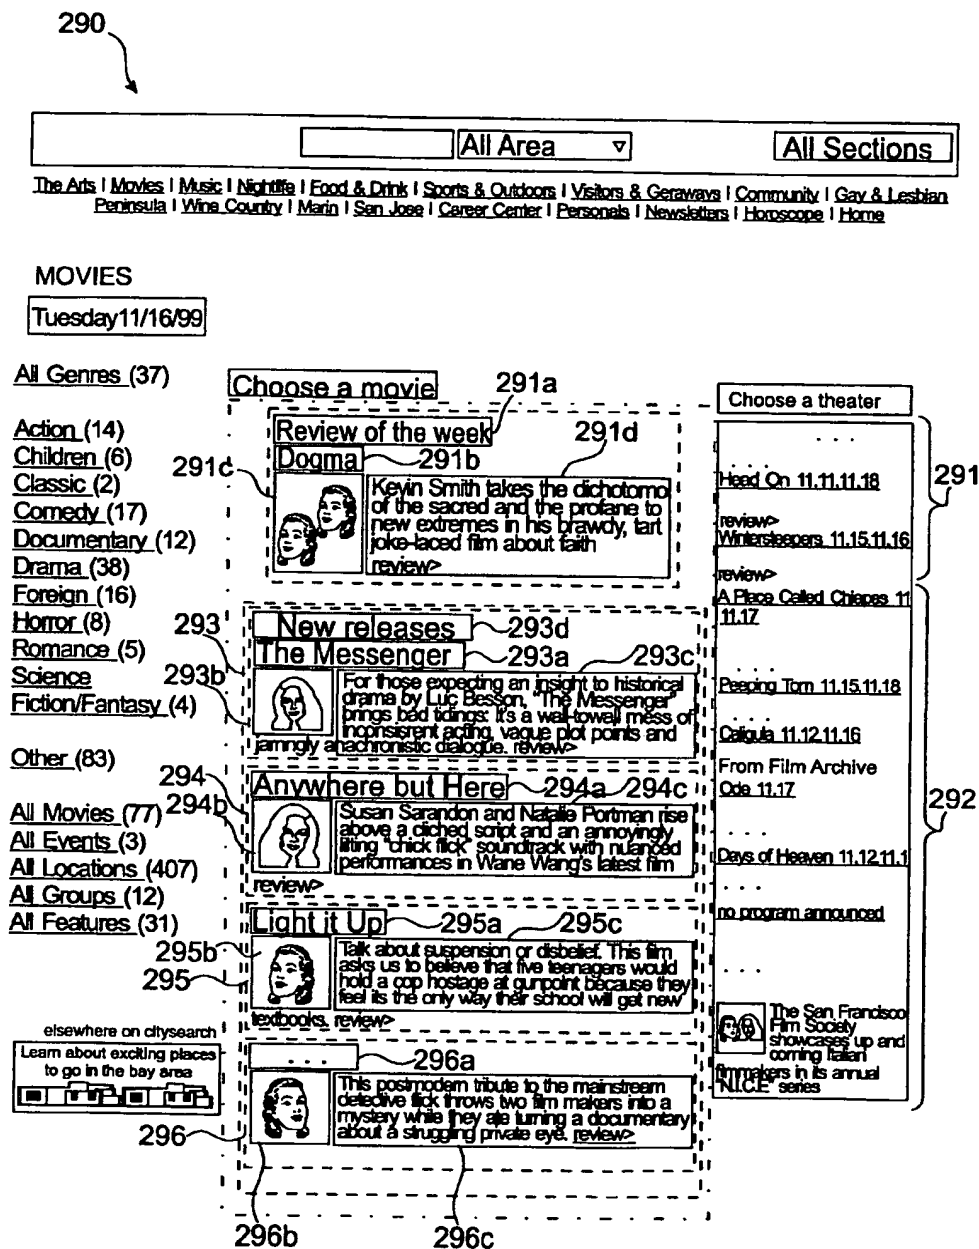 290
All Area
All Sections
The Arts | Movies | Music | Nightlife | Food & Drink | Sports & Outdoors | Visitors & Geraways | Community | Gay & Lesbian
Peninsula | Wine Country | Marin | San Jose | Career Center | Personals | Newsletters | Horoscope | Home
MOVIES
Tuesday11/16/99
All Genres (37)
Action (14)
Children (6)
Classic (2)
Comedy (17)
Documentary (12)
Drama (38)
Foreign (16)
Horror (8)
Romance (5)
Science
Fiction/Fantasy (4)
Other (83)
All Movies (77)
All Events (3)
All Locations (407)
All Groups (12)
All Features (31)
elsewhere on citysearch
Learn about exciting places
to go in the bay area
Choose a movie
291a
Review of the week
291d
Dogma
291b
291c
Kevin Smith takes the dichotomo
of the sacred and the profane to
new extremes in his brawdy, tart
joke-laced film about faith
review>
293
New releases
293d
The Messenger
293a
293c
293b
For those expecting an insight to historical
drama by Luc Besson, "The Messenger"
brings bad tidings: It's a wall-towall mess of
inconsisrent acting, vague plot points and
jarringly anachronistic dialogue. review>
294
Anywhere but Here
294a
294c
294b
Susan Sarandon and Natalie Portman rise
above a cliched script and an annoyingly
lilting "chick flick" soundtrack with nuanced
performances in Wane Wang's latest film
review>
Light it Up
295a
295c
295b
295
Talk about suspension or disbelief. This film
asks us to believe that five teenagers would
hold a cop hostage at gunpoint because they
feel its the only way their school will get new
textbooks. review>
. . .
296a
296
This postmodern tribute to the mainstream
detective flick throws two film makers into a
mystery while they ate turning a documentary
about a struggling private eye. review>
296b
296c
Choose a theater
. . .
. . . .
Head On 11.11.11.18
review>
Wintersteepers 11.15.11.16
review>
A Place Called Chiapas 11
11.17
. . . .
Peeping Tom 11.15.11.18
. . .
Caligula 11.12.11.16
From Film Archive
Ode 11.17
. . .
Days of Heaven 11.12.11.1
. . .
no program announced
. . . .
The San Francisco
Film Society
showcases up and
coming Italian
filmmakers in its annual
"N.I.C.E" series
291
292